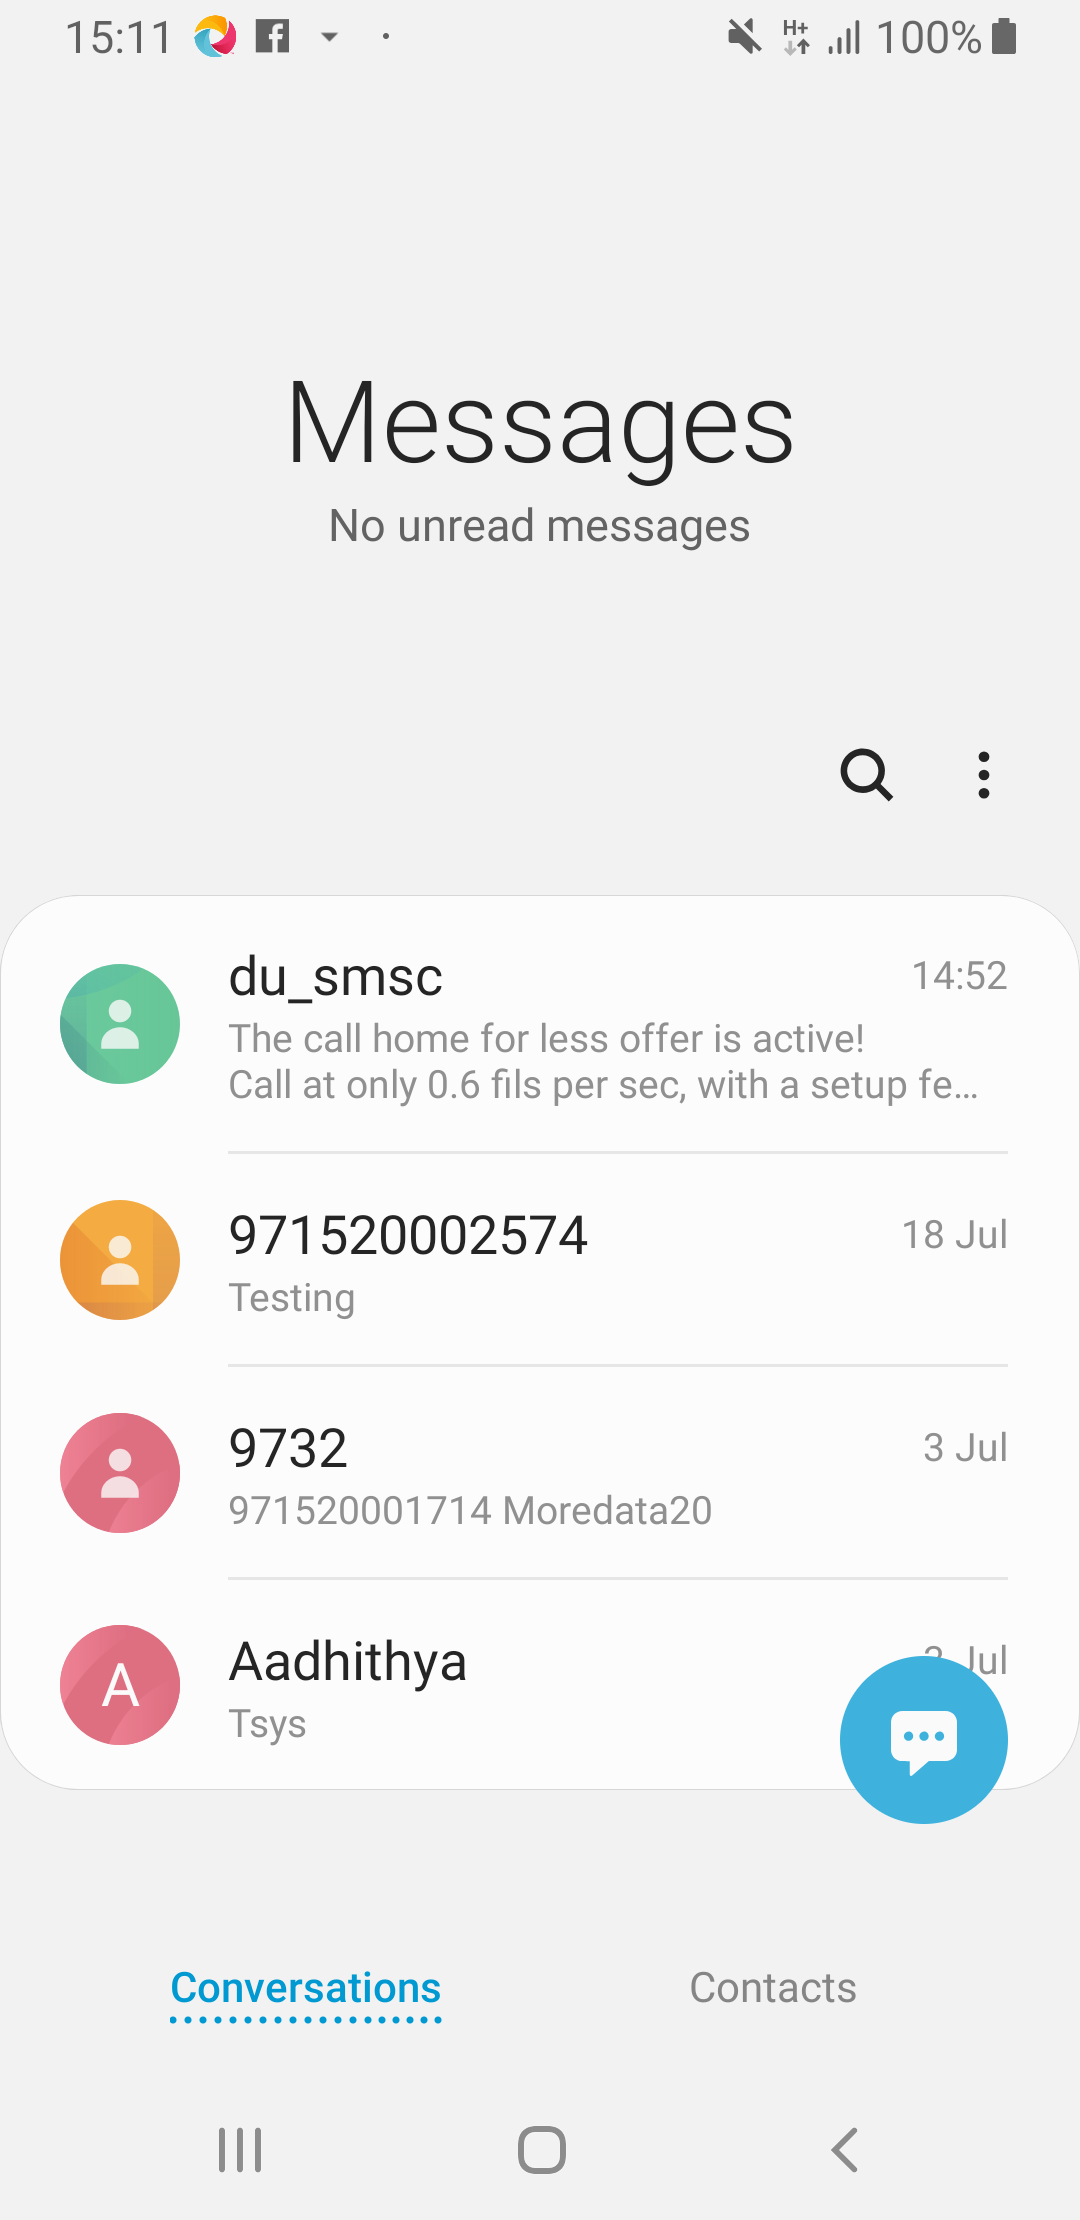 15:11
H+
100%
Messages
No unread messages
du_smsc
14:52
The call home for less offer is active!
Call at only 0.6 fils per sec, with a setup fe...
971520002574
18 Jul
Testing
9732
3 Jul
971520001714 Moredata20
A
Aadhithya
Jul
Tsys
Conversations
Contacts